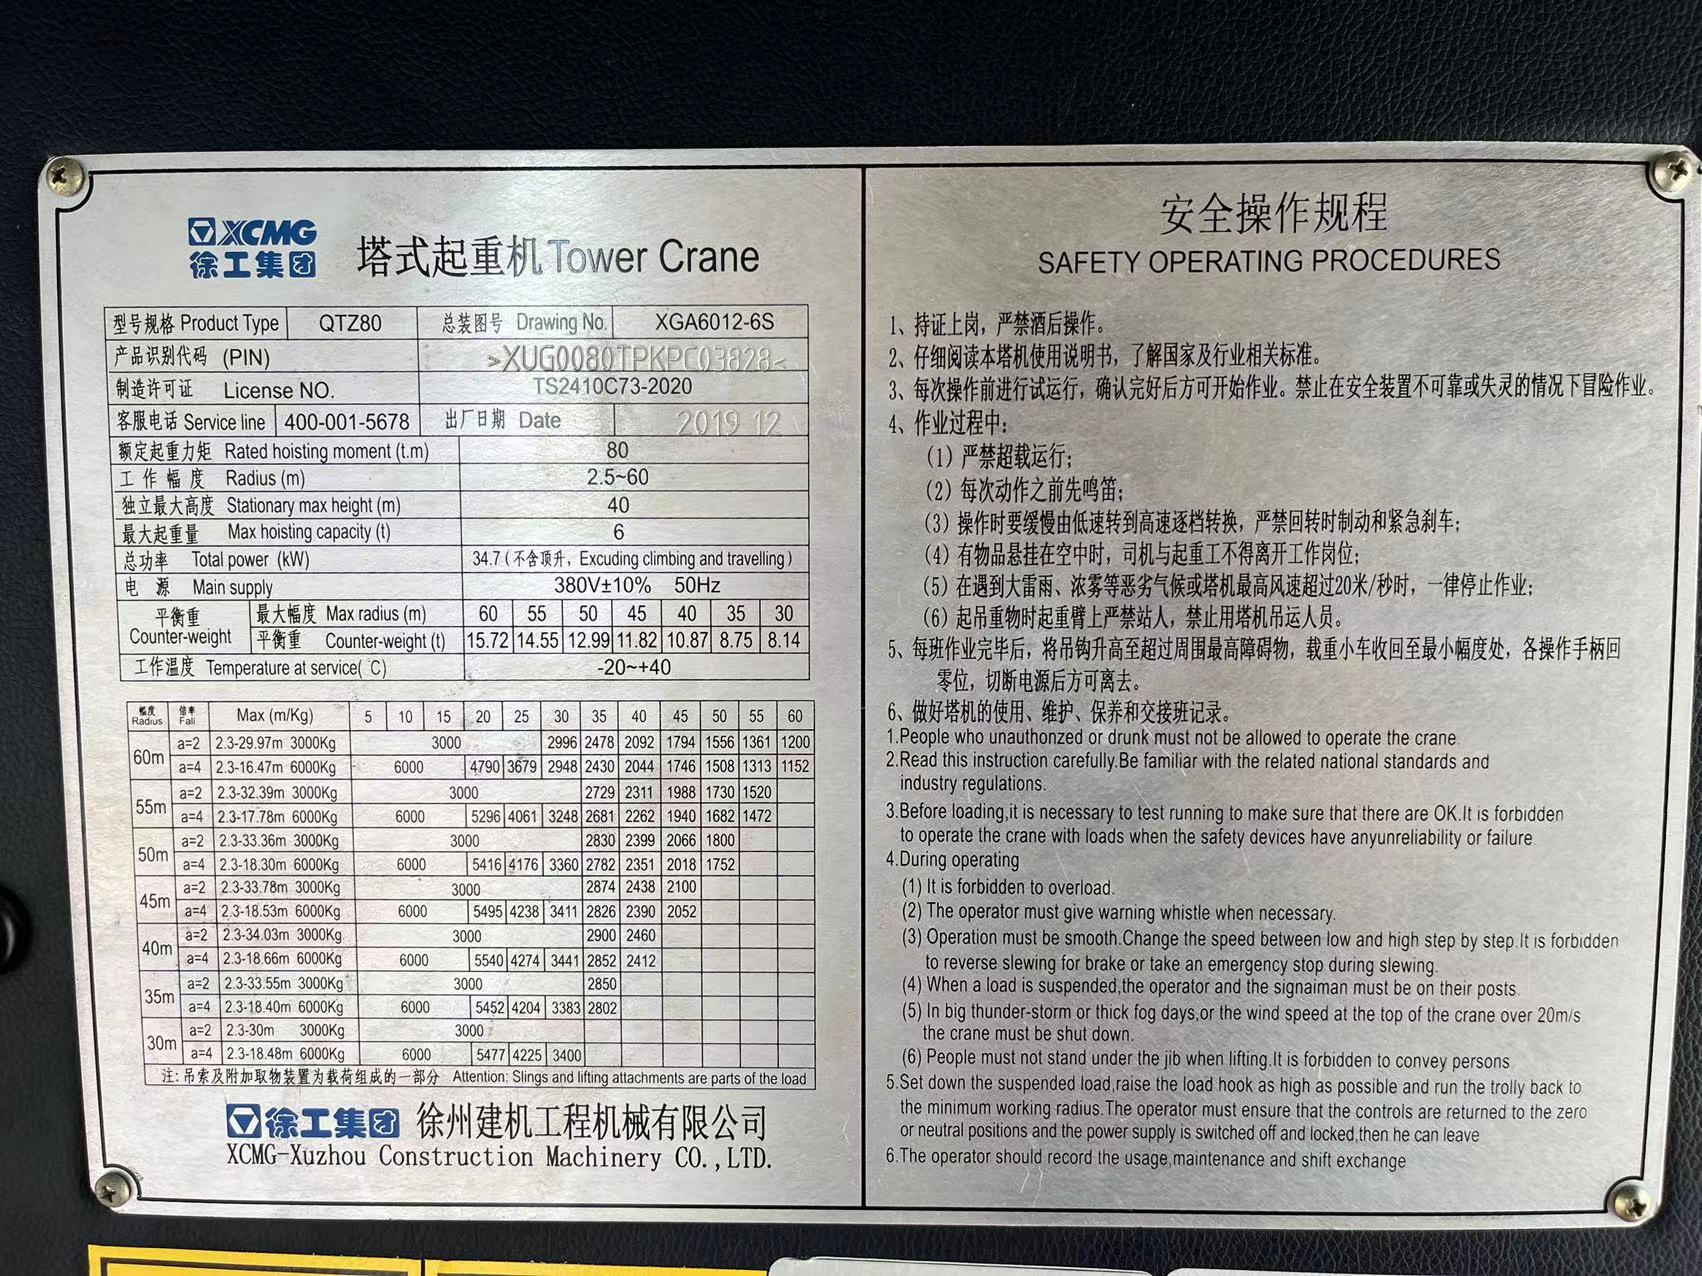 XCMG
徐工集团
塔式起重机 Tower Crane
型号规格 Product Type QTZ80 总装图号 Drawing No. XGA6012-6S
产品识别代码 (PIN) >XUG0080TPKPC03828<
制造许可证 License NO. TS2410C73-2020
客服电话 Service line 400-001-5678 出厂日期 Date 2019 12
额定起重力矩 Rated hoisting moment (t.m) 80
工作幅度 Radius (m) 2.5~60
独立最大高度 Stationary max height (m) 40
最大起重量 Max hoisting capacity (t) 6
总功率 Total power (kW) 34.7 (不含顶升, Excuding climbing and travelling)
电源 Main supply 380V±10% 50Hz
平衡重 Counter-weight 最大幅度 Max radius (m) 60 55 50 45 40 35 30
平衡重 Counter-weight (t) 15.72 14.55 12.99 11.82 10.87 8.75 8.14
工作温度 Temperature at service(℃) -20~+40
幅度 Radius 倍率 Fall Max (m/Kg) 5 10 15 20 25 30 35 40 45 50 55 60
60m a=2 2.3-29.97m 3000Kg 3000 2996 2478 2092 1794 1556 1361 1200
a=4 2.3-16.47m 6000Kg 6000 4790 3679 2948 2430 2044 1746 1508 1313 1152
55m a=2 2.3-32.39m 3000Kg 3000 2729 2311 1988 1730 1520
a=4 2.3-17.78m 6000Kg 6000 5296 4061 3248 2681 2262 1940 1682 1472
50m a=2 2.3-33.36m 3000Kg 3000 2830 2399 2066 1800
a=4 2.3-18.30m 6000Kg 6000 5416 4176 3360 2782 2351 2018 1752
45m a=2 2.3-33.78m 3000Kg 3000 2874 2438 2100
a=4 2.3-18.53m 6000Kg 6000 5495 4238 3411 2826 2390 2052
40m a=2 2.3-34.03m 3000Kg 3000 2900 2460
a=4 2.3-18.66m 6000Kg 6000 5540 4274 3441 2852 2412
35m a=2 2.3-33.55m 3000Kg 3000 2850
a=4 2.3-18.40m 6000Kg 6000 5452 4204 3383 2802
30m a=2 2.3-30m 3000Kg 3000
a=4 2.3-18.48m 6000Kg 6000 5477 4225 3400
注: 吊索及附加取物装置为载荷组成的一部分 Attention: Slings and lifting attachments are parts of the load
徐工集团 徐州建机工程机械有限公司
XCMG-Xuzhou Construction Machinery CO.,LTD.
安全操作规程
SAFETY OPERATING PROCEDURES
1、持证上岗，严禁酒后操作。
2、仔细阅读本塔机使用说明书，了解国家及行业相关标准。
3、每次操作前进行试运行，确认完好后方可开始作业。禁止在安全装置不可靠或失灵的情况下冒险作业。
4、作业过程中:
(1) 严禁超载运行;
(2) 每次动作之前先鸣笛;
(3) 操作时要缓慢由低速转到高速逐档转换，严禁回转时制动和紧急刹车;
(4) 有物品悬挂在空中时，司机与起重工不得离开工作岗位;
(5) 在遇到大雷雨、浓雾等恶劣气候或塔机最高风速超过20米/秒时，一律停止作业;
(6) 起吊重物时起重臂上严禁站人，禁止用塔机吊运人员。
5、每班作业完毕后，将吊钩升高至超过周围最高障碍物，载重小车收回至最小幅度处，各操作手柄回
零位，切断电源后方可离去。
6、做好塔机的使用、维护、保养和交接班记录。
1.People who unauthonzed or drunk must not be allowed to operate the crane.
2.Read this instruction carefully.Be familiar with the related national standards and
industry regulations.
3.Before loading,it is necessary to test running to make sure that there are OK.It is forbidden
to operate the crane with loads when the safety devices have anyunreliability or failure.
4.During operating
(1) It is forbidden to overload.
(2) The operator must give warning whistle when necessary.
(3) Operation must be smooth.Change the speed between low and high step by step.It is forbidden
to reverse slewing for brake or take an emergency stop during slewing.
(4) When a load is suspended,the operator and the signaiman must be on their posts.
(5) In big thunder-storm or thick fog days,or the wind speed at the top of the crane over 20m/s
the crane must be shut down.
(6) People must not stand under the jib when lifting.It is forbidden to convey persons.
5.Set down the suspended load,raise the load hook as high as possible and run the trolly back to
the minimum working radius.The operator must ensure that the controls are returned to the zero
or neutral positions and the power supply is switched off and locked,then he can leave
6.The operator should record the usage,maintenance and shift exchange